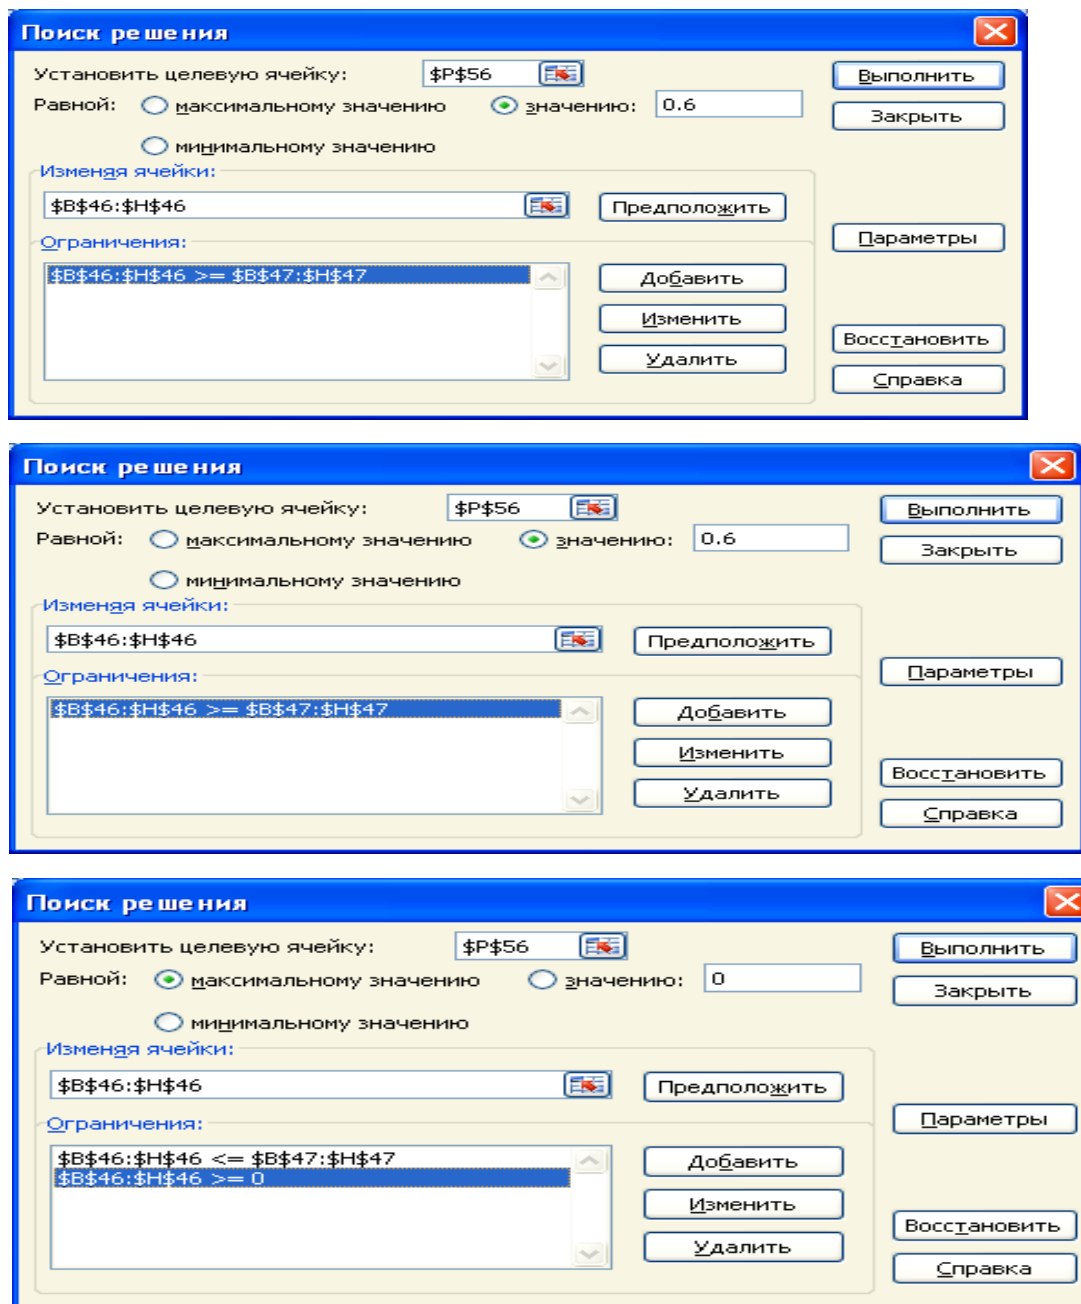 Поиск решения
Установить целевую ячейку: $P$56 Выполнить
Равной: максимальному значению значению: 0.6 Закрыть
минимальному значению
Изменяя ячейки:
$B$46:$H$46 Предположить
Ограничения: Параметры
$B$46:$H$46 >= $B$47:$H$47 Добавить
Изменить
Восстановить
Удалить
Справка
Поиск решения
Установить целевую ячейку: $P$56 Выполнить
Равной: максимальному значению значению: 0.6 Закрыть
минимальному значению
Изменяя ячейки:
$B$46:$H$46 Предположить
Ограничения: Параметры
$B$46:$H$46 >= $B$47:$H$47 Добавить
Изменить
Восстановить
Удалить
Справка
Поиск решения
Установить целевую ячейку: $P$56 Выполнить
Равной: максимальному значению значению: 0 Закрыть
минимальному значению
Изменяя ячейки:
$B$46:$H$46 Предположить
Ограничения: Параметры
$B$46:$H$46 <= $B$47:$H$47 Добавить
$B$46:$H$46 >= 0
Изменить
Восстановить
Удалить
Справка